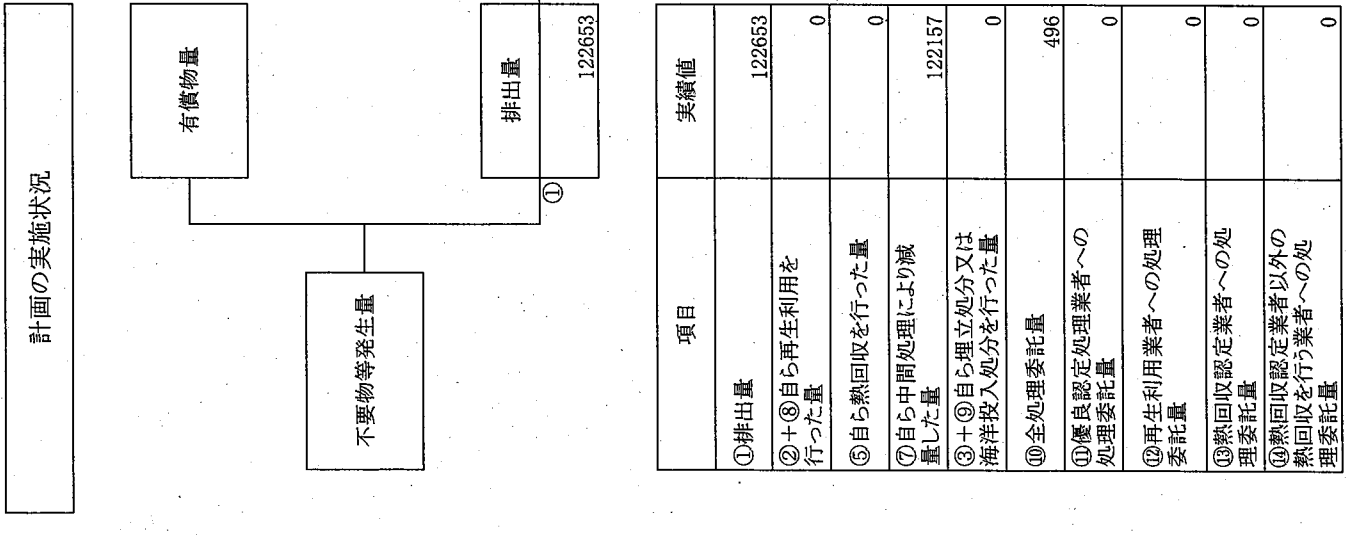 計画の実施状況
有償物量
不要物等発生量
排出量
①
122653
項目
実績値
①排出量
122653
②+⑧自ら再生利用を
行った量
0
⑤自ら熱回収を行った量
0
⑦自ら中間処理により減
量した量
122157
③+⑨自ら埋立処分又は
海洋投入処分を行った量
0
⑩全処理委託量
496
⑪優良認定処理業者への
処理委託量
0
⑫再生利用業者への処理
委託量
0
⑬熱回収認定業者への処
理委託量
0
⑭熱回収認定業者以外の
熱回収を行う業者への処
理委託量
0